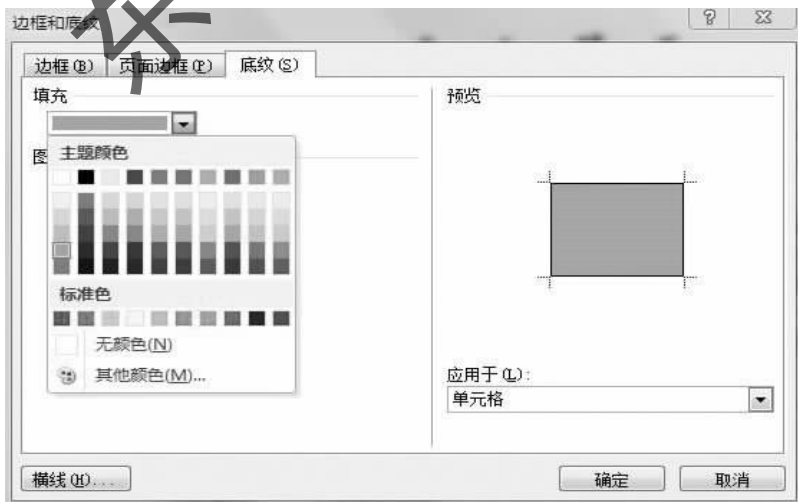 边框和底纹
边框(B) 页面边框(P) 底纹(S)
填充
图
主题颜色
标准色
无颜色(N)
其他颜色(M)...
预览
应用于(L):
单元格
横线(H)...
确定 取消